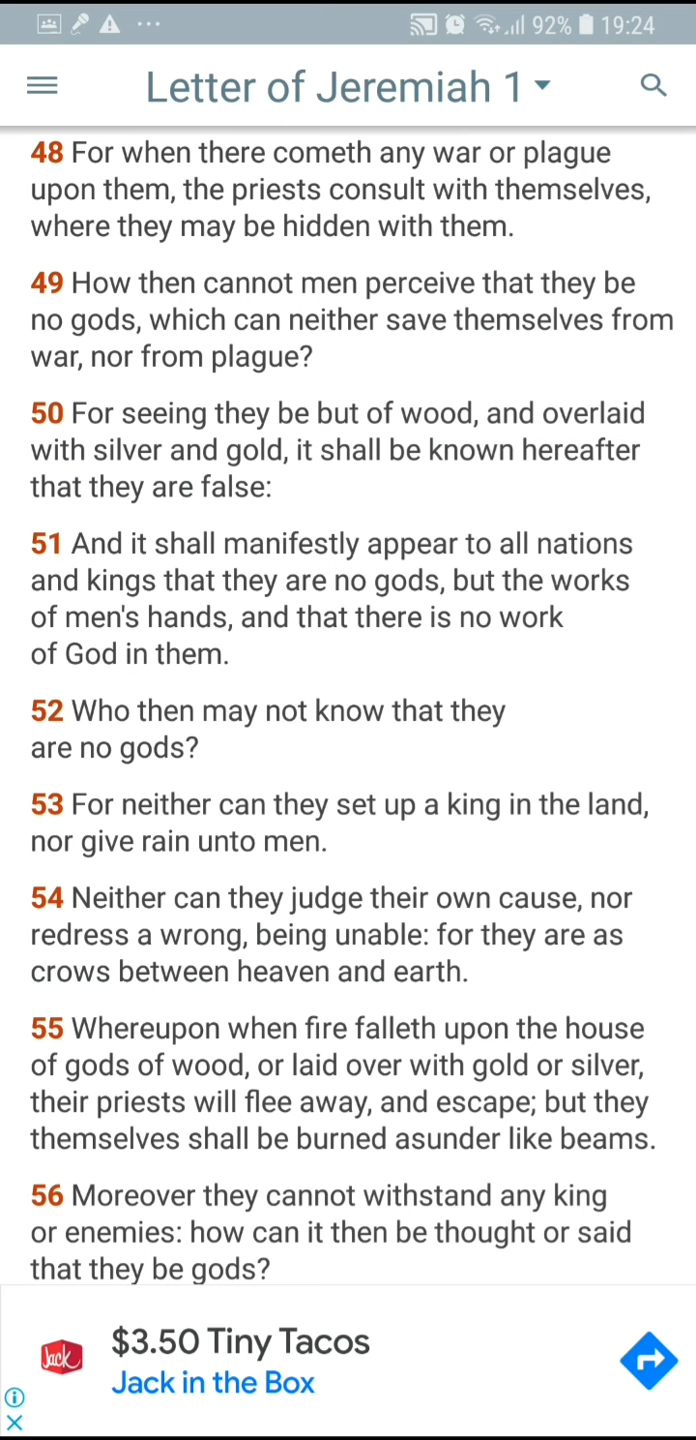 92% 19:24
Letter of Jeremiah 1
48 For when there cometh any war or plague
upon them, the priests consult with themselves,
where they may be hidden with them.
49 How then cannot men perceive that they be
no gods, which can neither save themselves from
war, nor from plague?
50 For seeing they be but of wood, and overlaid
with silver and gold, it shall be known hereafter
that they are false:
51 And it shall manifestly appear to all nations
and kings that they are no gods, but the works
of men's hands, and that there is no work
of God in them.
52 Who then may not know that they
are no gods?
53 For neither can they set up a king in the land,
nor give rain unto men.
54 Neither can they judge their own cause, nor
redress a wrong, being unable: for they are as
crows between heaven and earth.
55 Whereupon when fire falleth upon the house
of gods of wood, or laid over with gold or silver,
their priests will flee away, and escape; but they
themselves shall be burned asunder like beams.
56 Moreover they cannot withstand any king
or enemies: how can it then be thought or said
that they be gods?
Jack
$3.50 Tiny Tacos
Jack in the Box